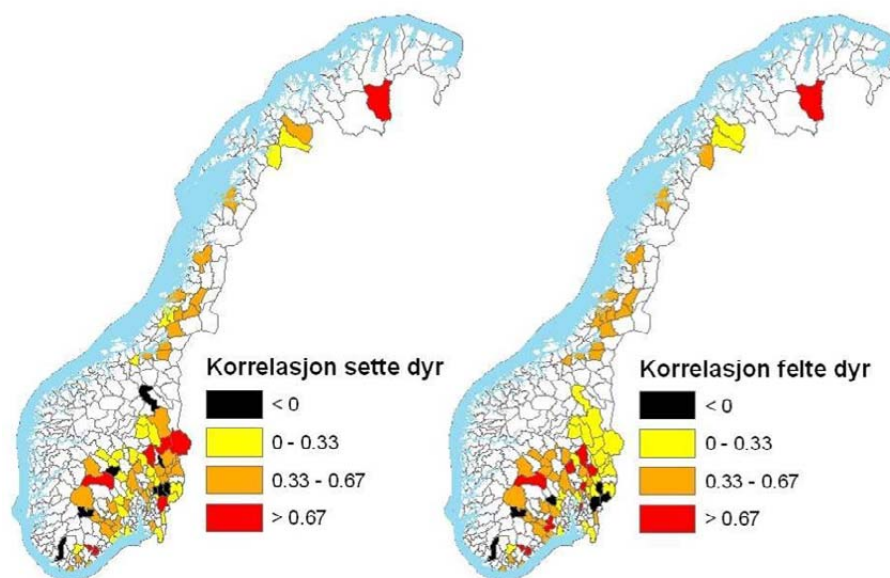 Korrelasjon sette dyr
< 0
0 - 0.33
0.33 - 0.67
> 0.67
Korrelasjon felte dyr
< 0
0 - 0.33
0.33 - 0.67
> 0.67